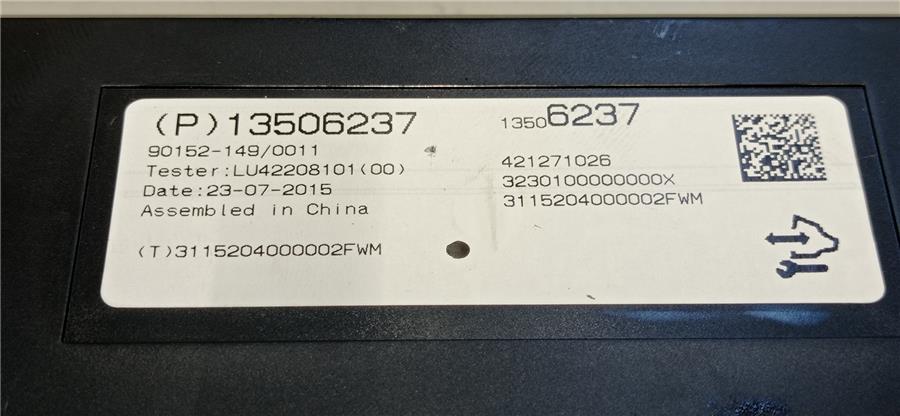 (P)13506237
90152-149/0011
Tester:LU42208101(00)
Date:23-07-2015
Assembled in China
(T)3115204000002FWM
13506237
421271026
3230100000000X
3115204000002FWM